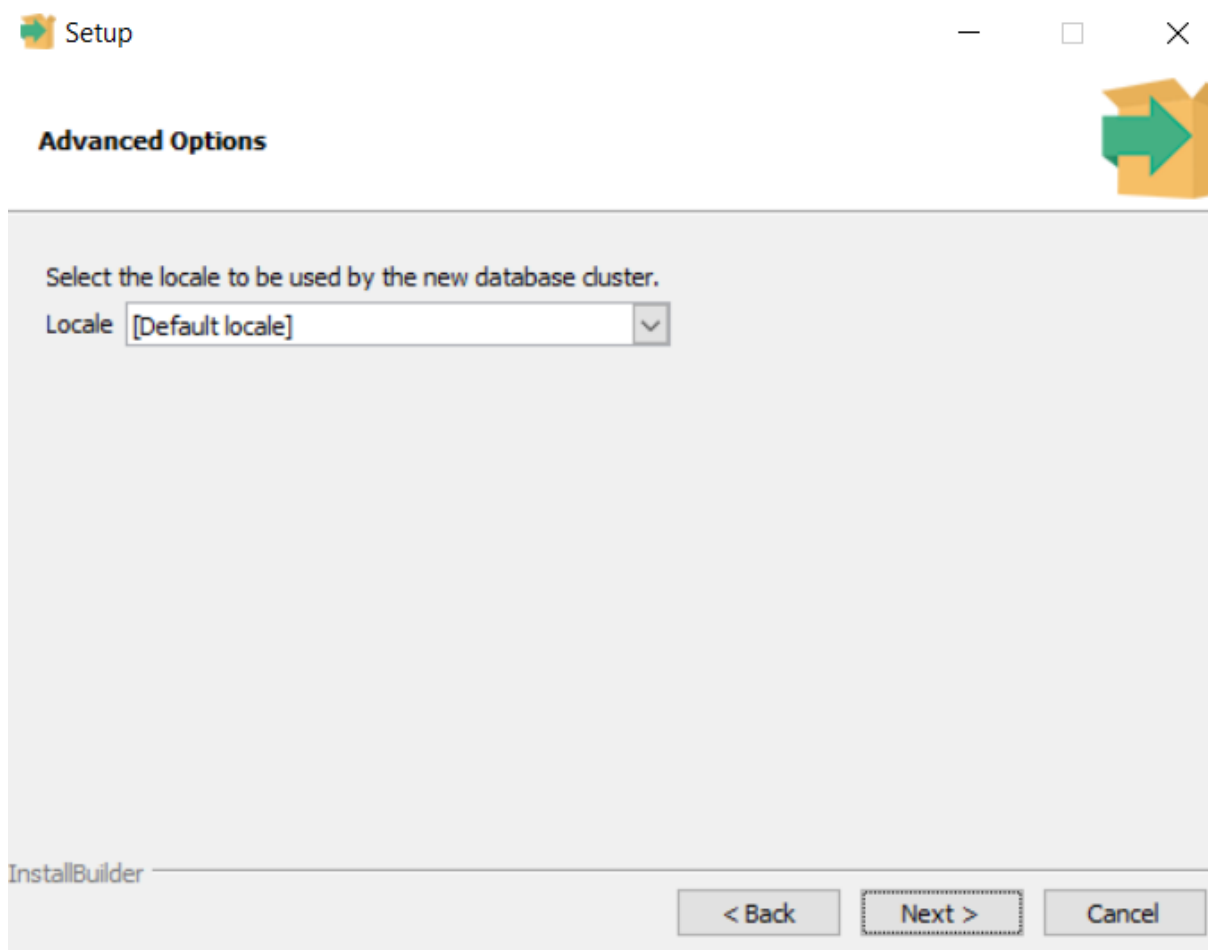 Setup
Advanced Options
Select the locale to be used by the new database cluster.
Locale [Default locale]
InstallBuilder
< Back Next > Cancel